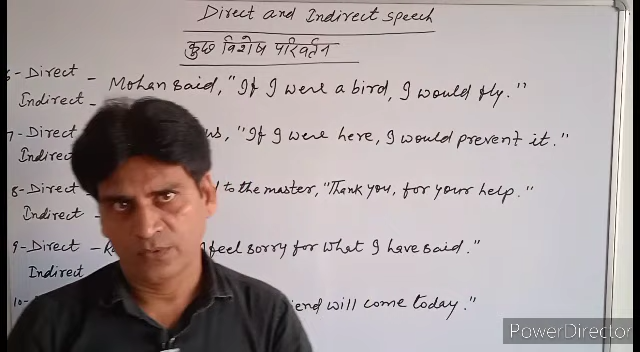 Direct and Indirect speech
कुछ विशेष परिवर्तन
6- Direct - Mohan said, "If I were a bird, I would fly."
Indirect -
7- Direct us, "If I were here, I would prevent it."
Indirect
8- Direct - to the master, "Thank you, for your help."
Indirect -
9- Direct - I feel sorry for what I have said."
Indirect
10- will come today."
PowerDirector